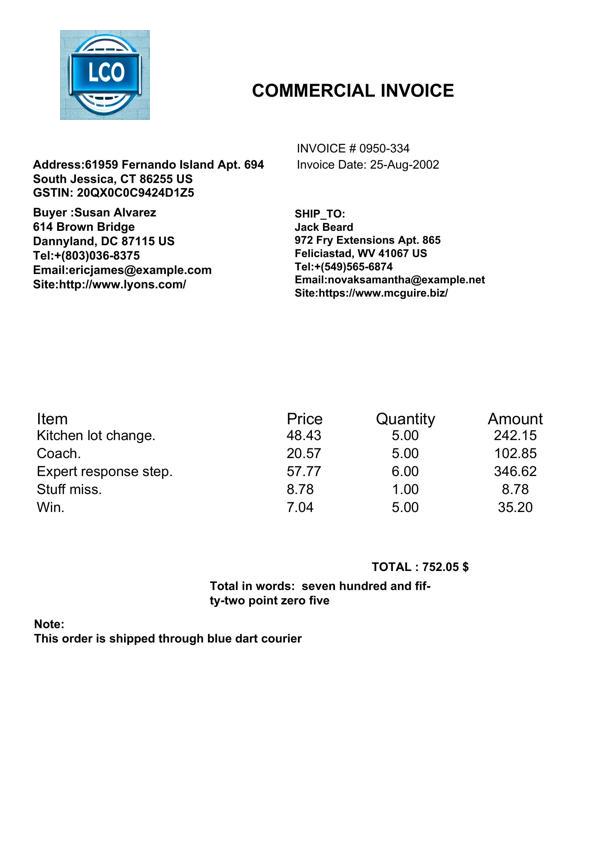 LCO
COMMERCIAL INVOICE
INVOICE # 0950-334
Invoice Date: 25-Aug-2002
Address:61959 Fernando Island Apt. 694
South Jessica, CT 86255 US
GSTIN: 20QX0C0C9424D1Z5
Buyer :Susan Alvarez
614 Brown Bridge
Dannyland, DC 87115 US
Tel:+(803)036-8375
Email:ericjames@example.com
Site:http://www.lyons.com/
SHIP_TO:
Jack Beard
972 Fry Extensions Apt. 865
Feliciastad, WV 41067 US
Tel:+(549)565-6874
Email:novaksamantha@example.net
Site:https://www.mcguire.biz/
Item Price Quantity Amount
Kitchen lot change. 48.43 5.00 242.15
Coach. 20.57 5.00 102.85
Expert response step. 57.77 6.00 346.62
Stuff miss. 8.78 1.00 8.78
Win. 7.04 5.00 35.20
TOTAL : 752.05 $
Total in words: seven hundred and fif-
ty-two point zero five
Note:
This order is shipped through blue dart courier